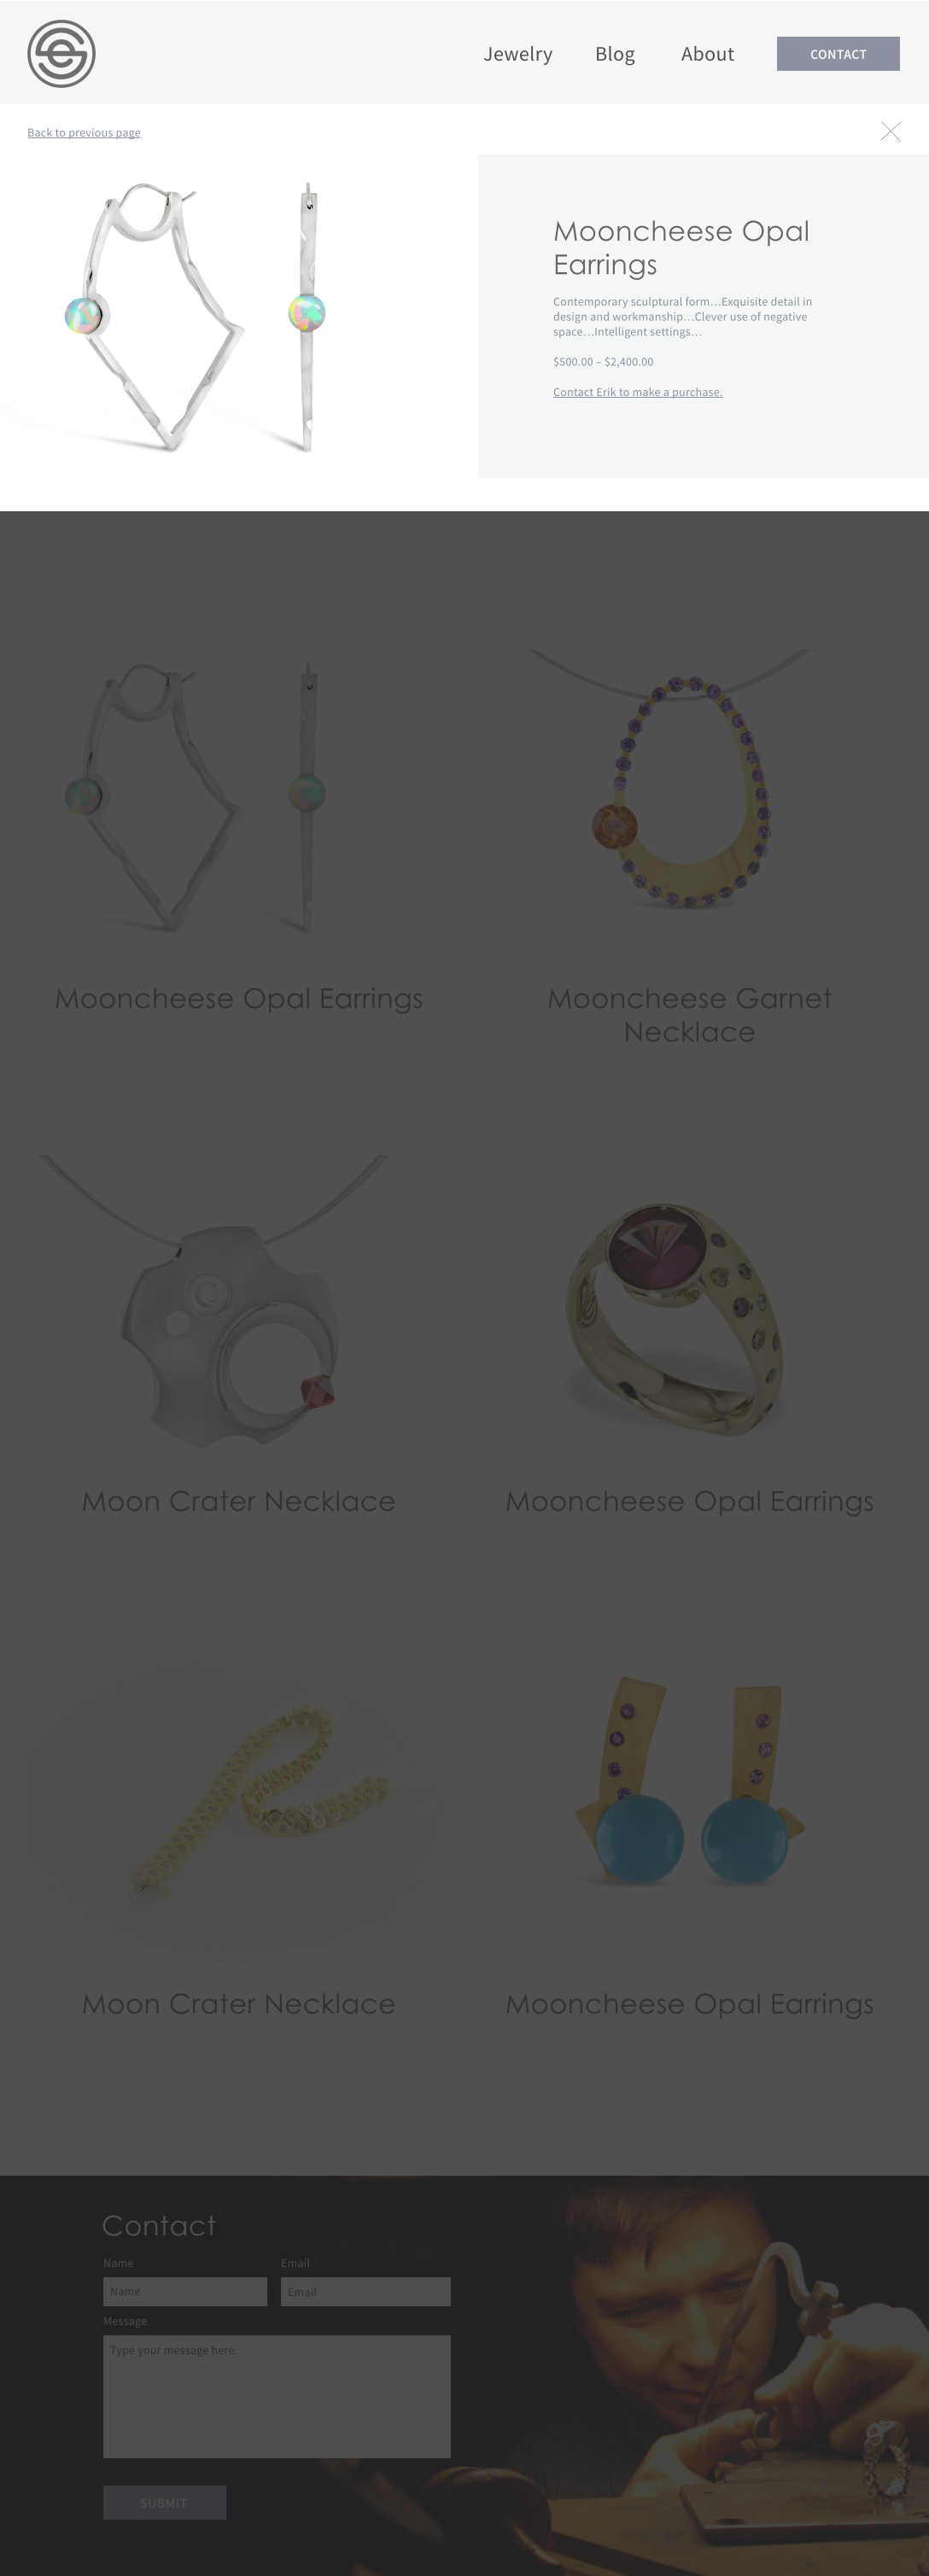 Jewelry Blog About CONTACT
Back to previous page
Mooncheese Opal
Earrings
Contemporary sculptural form...Exquisite detail in
design and workmanship...Clever use of negative
space...Intelligent settings...
$500.00 – $2,400.00
Contact Erik to make a purchase.
Mooncheese Opal Earrings
Mooncheese Garnet
Necklace
Moon Crater Necklace
Mooncheese Opal Earrings
Moon Crater Necklace
Mooncheese Opal Earrings
Contact
Name Email
Name Email
Message
Type your message here.
SUBMIT